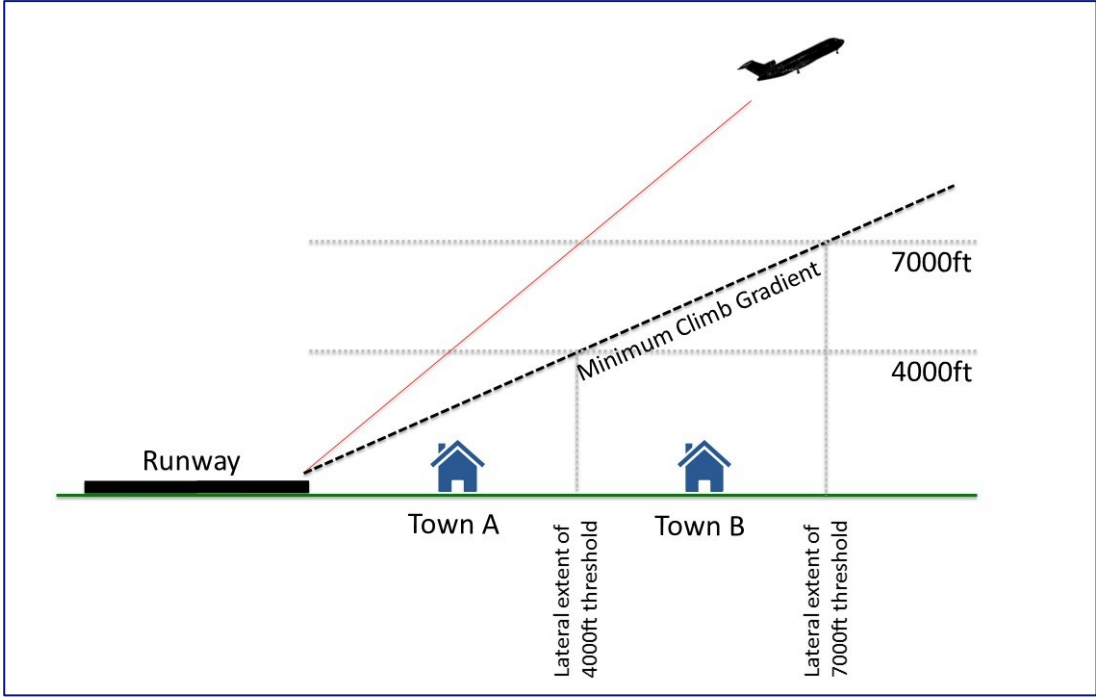 7000ft
Minimum Climb Gradient
4000ft
Runway
Town A
Town B
Lateral extent of
4000ft threshold
Lateral extent of
7000ft threshold